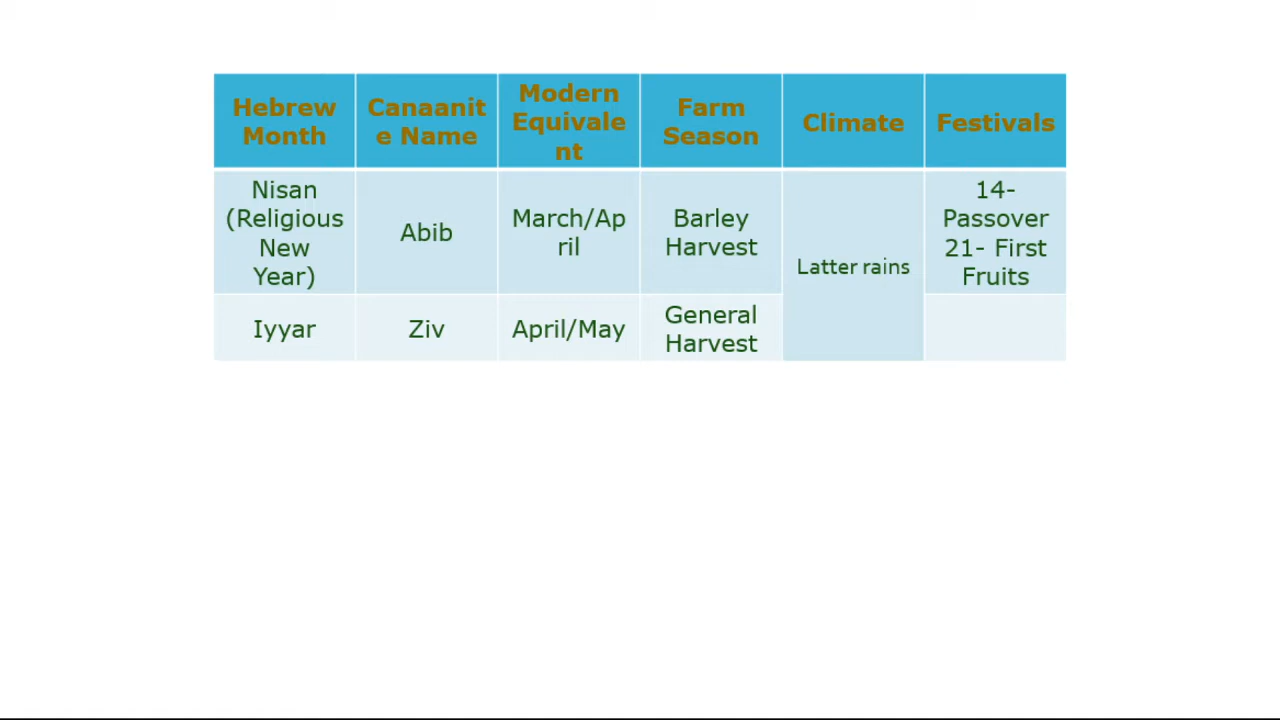 Hebrew
Month
Canaanit
e Name
Modern
Equivale
nt
Farm
Season
Climate
Festivals
Nisan
(Religious
New
Year)
Abib
March/Ap
ril
Barley
Harvest
Latter rains
14-
Passover
21- First
Fruits
Iyyar
Ziv
April/May
General
Harvest